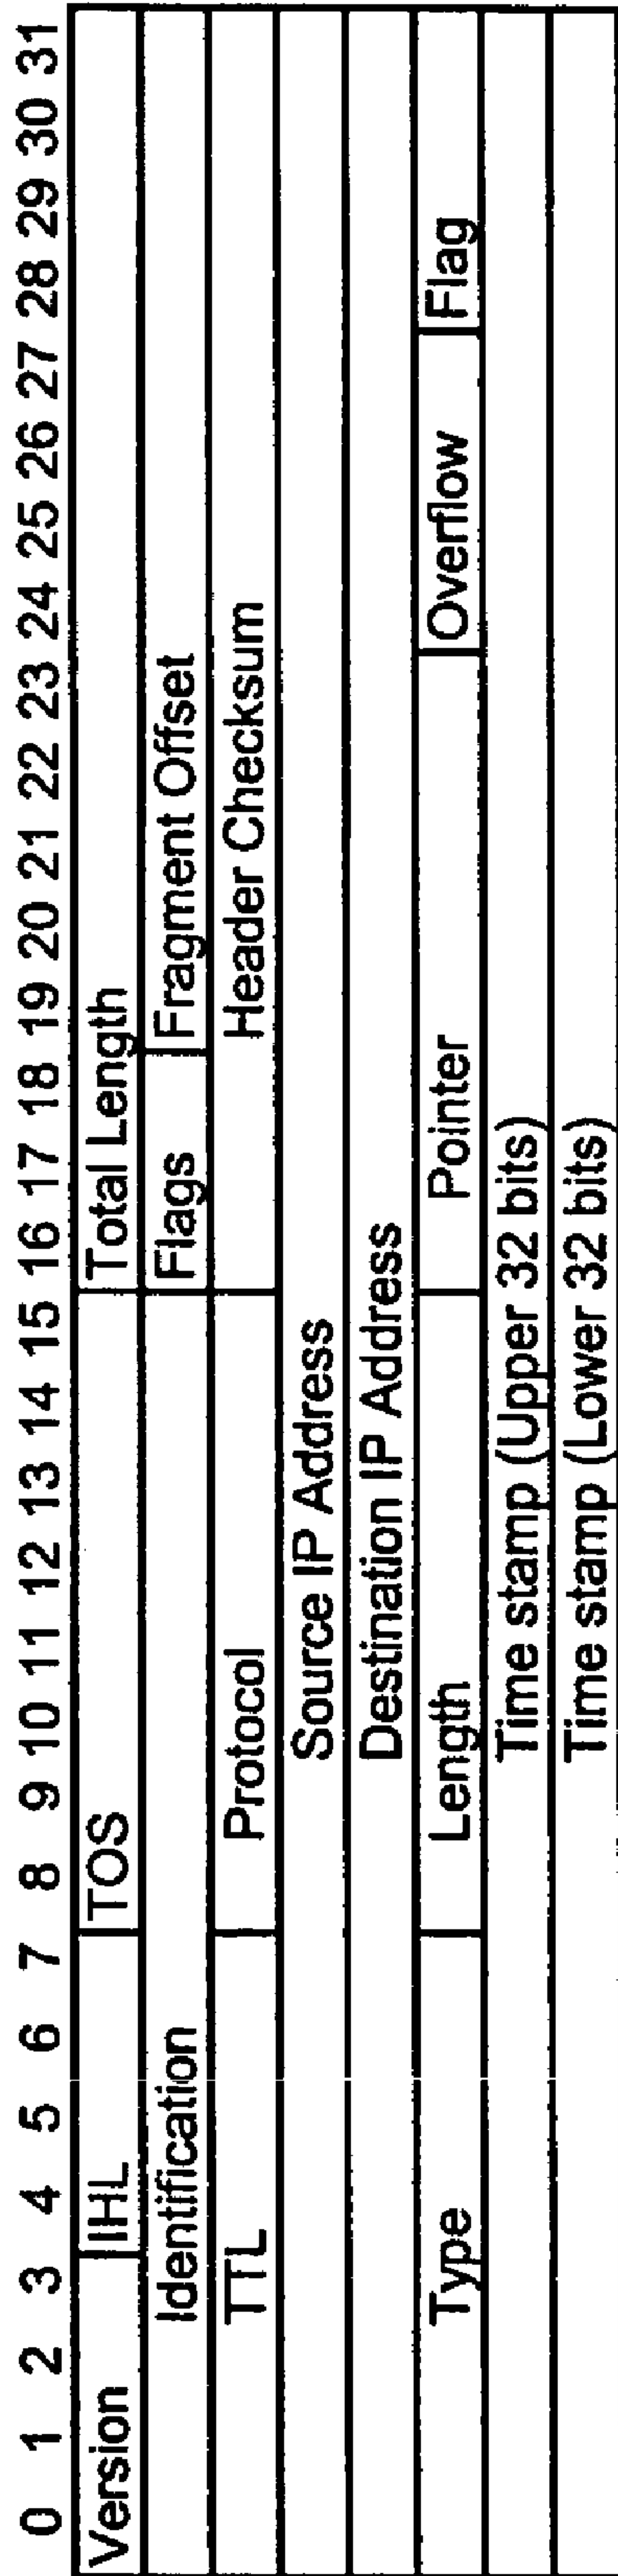 0 1 2 3 4 5 6 7 8 9 10 11 12 13 14 15 16 17 18 19 20 21 22 23 24 25 26 27 28 29 30 31
Version IHL TOS Total Length
Identification Flags Fragment Offset
TTL Protocol Header Checksum
Source IP Address
Destination IP Address
Type Length Pointer Overflow Flag
Time stamp (Upper 32 bits)
Time stamp (Lower 32 bits)